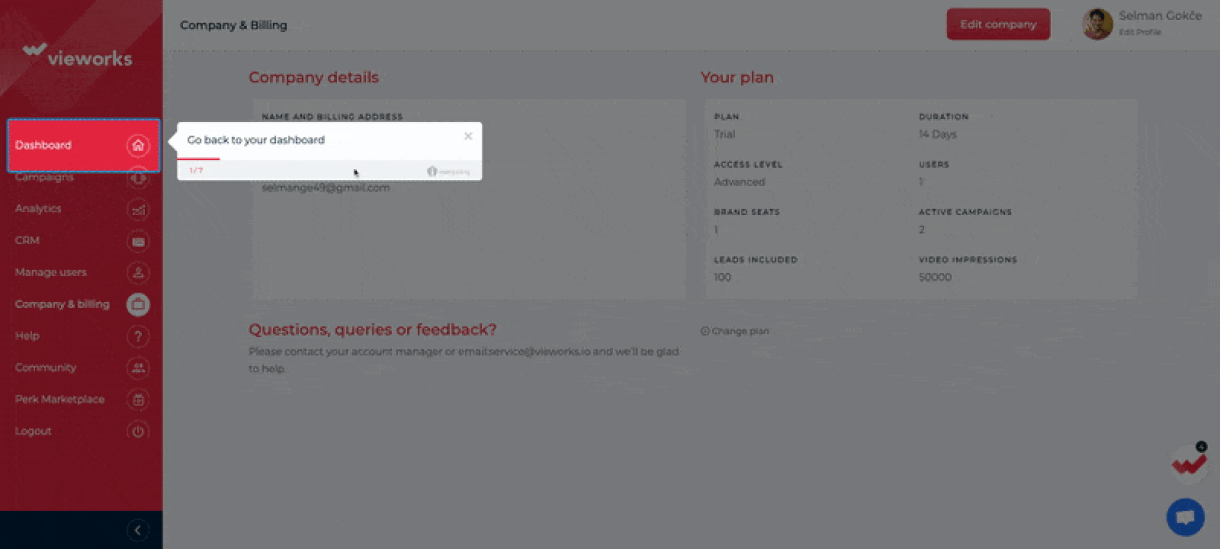 Company & Billing
Edit company
Selman Gokče
Edit Profile
vieworks
Dashboard
Campaigns
Analytics
CRM
Manage users
Company & billing
Help
Community
Perk Marketplace
Logout
Go back to your dashboard
1 / 7
Company details
NAME AND BILLING ADDRESS
selmange49@gmail.com
Your plan
PLAN
Trial
DURATION
14 Days
ACCESS LEVEL
Advanced
USERS
1
BRAND SEATS
1
ACTIVE CAMPAIGNS
2
LEADS INCLUDED
100
VIDEO IMPRESSIONS
50000
Questions, queries or feedback?
Please contact your account manager or email service@vieworks.io and we'll be glad
to help.
Change plan
4